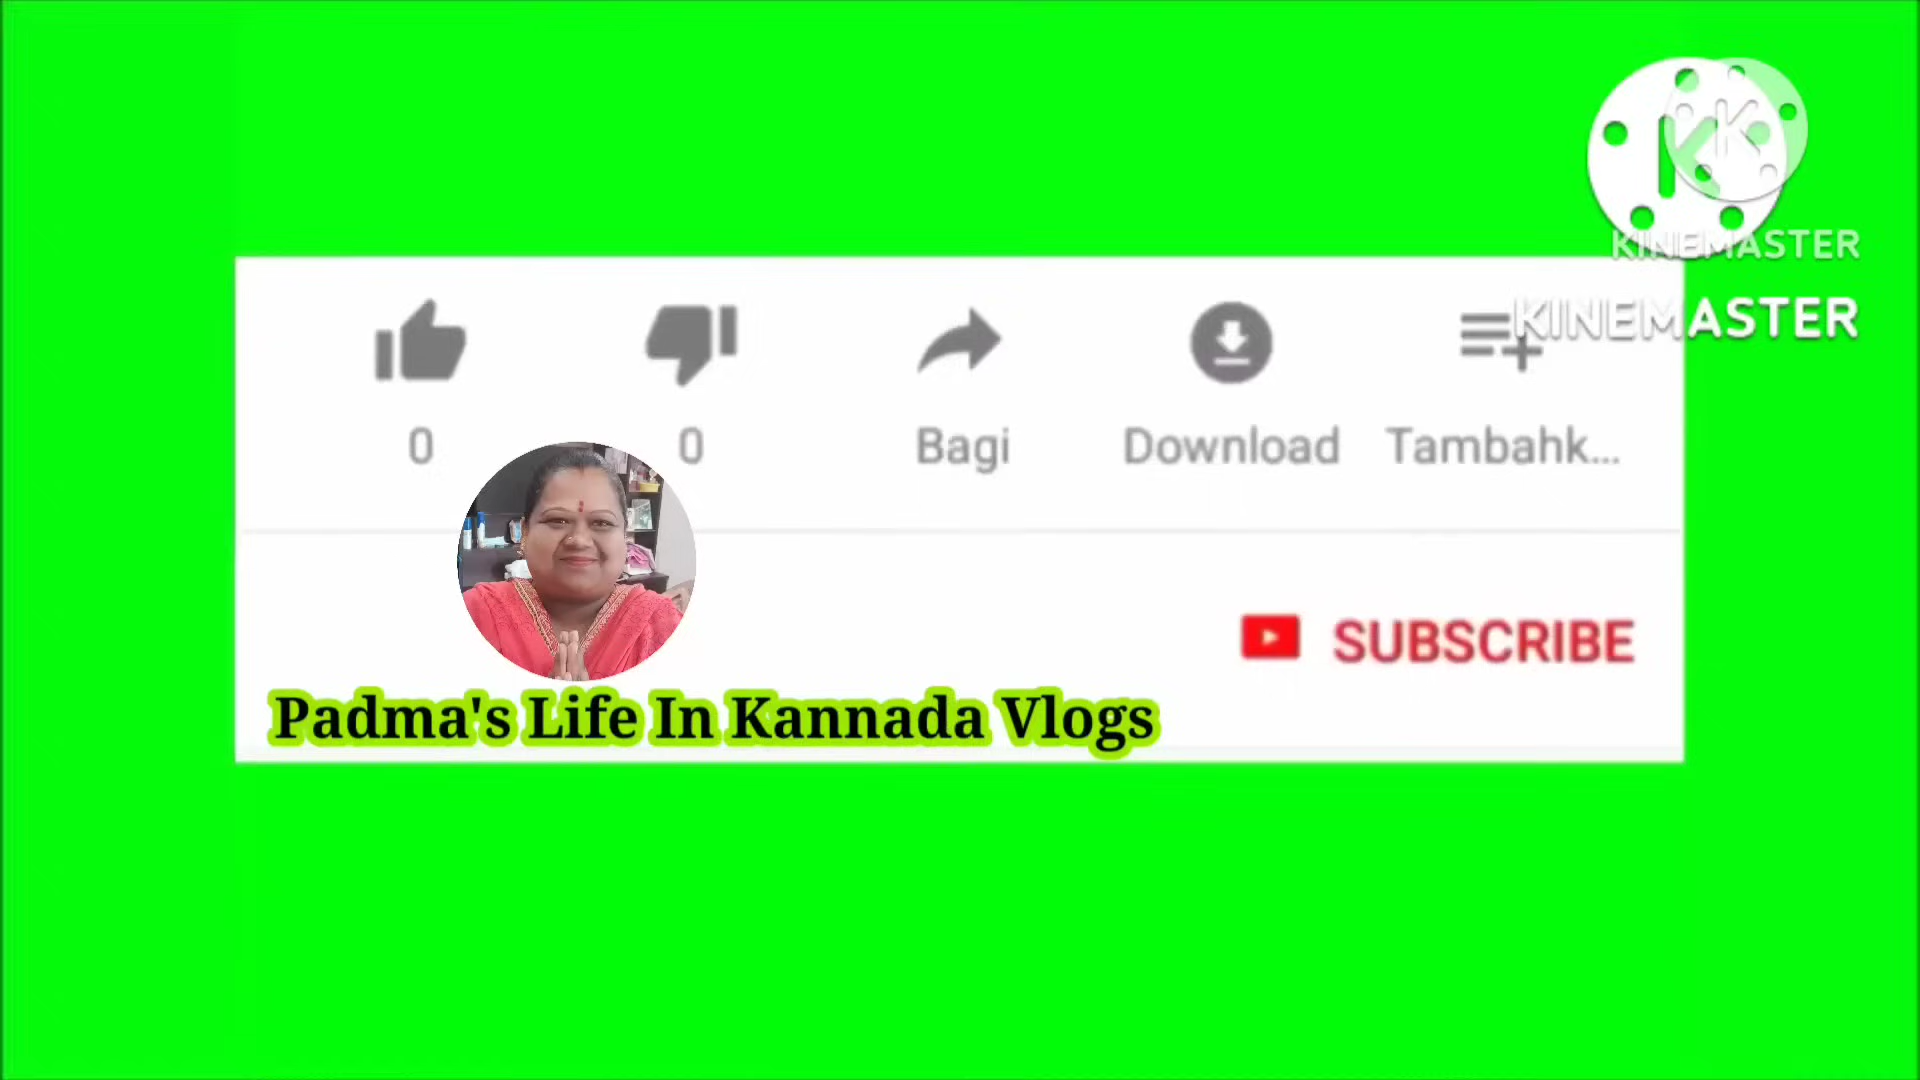 KINEMASTER
KINEMASTER
0 0 Bagi Download Tambahk...
SUBSCRIBE
Padma's Life In Kannada Vlogs